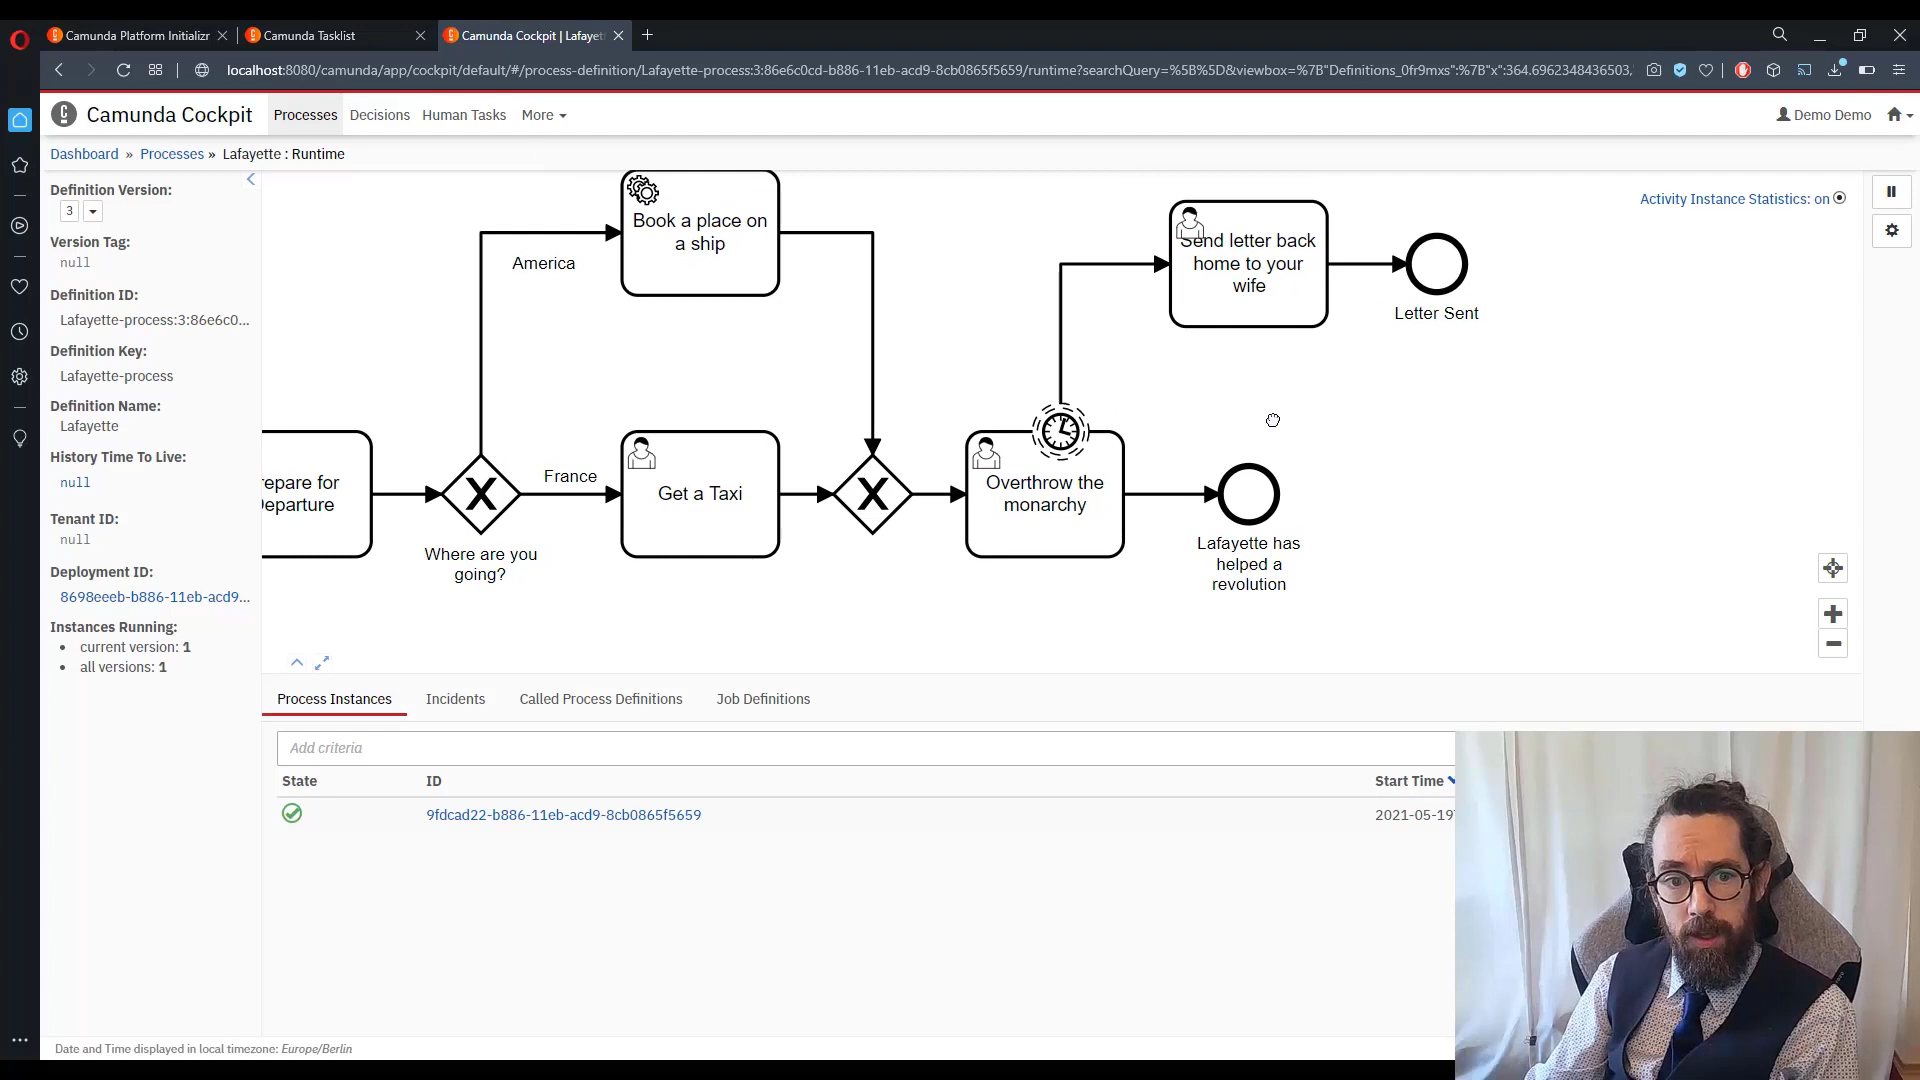 Camunda Platform Initializr
Camunda Tasklist
Camunda Cockpit | Lafayet
localhost:8080/camunda/app/cockpit/default/#/process-definition/Lafayette-process:3:86e6c0cd-b886-11eb-acd9-8cb0865f5659/runtime?searchQuery=%5B%5D&viewbox=%7B"Definitions_0fr9mxs":%7B"x":364.6962348436503,
Camunda Cockpit
Processes
Decisions
Human Tasks
More
Demo Demo
Dashboard » Processes » Lafayette : Runtime
Definition Version:
3
Version Tag:
null
Definition ID:
Lafayette-process:3:86e6c0...
Definition Key:
Lafayette-process
Definition Name:
Lafayette
History Time To Live:
null
Tenant ID:
null
Deployment ID:
8698eeeb-b886-11eb-acd9...
Instances Running:
current version: 1
all versions: 1
Activity Instance Statistics: on
Book a place on
a ship
America
Send letter back
home to your
wife
Letter Sent
repare for
Departure
France
Where are you
going?
Get a Taxi
Overthrow the
monarchy
Lafayette has
helped a
revolution
Process Instances
Incidents
Called Process Definitions
Job Definitions
Add criteria
State
ID
Start Time
9fdcad22-b886-11eb-acd9-8cb0865f5659
2021-05-19
Date and Time displayed in local timezone: Europe/Berlin